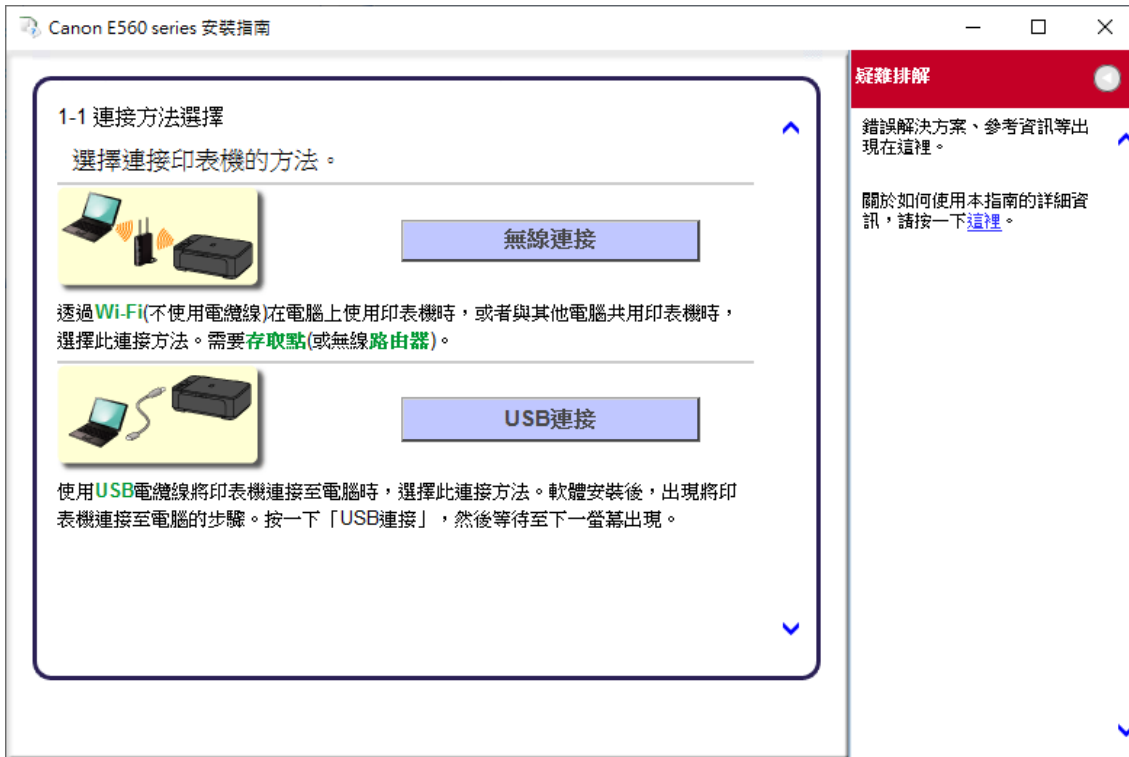 Canon E560 series 安裝指南
1-1 連接方法選擇
選擇連接印表機的方法。
無線連接
透過Wi-Fi(不使用電纜線)在電腦上使用印表機時，或者與其他電腦共用印表機時，
選擇此連接方法。需要存取點(或無線路由器)。
USB連接
使用USB電纜線將印表機連接至電腦時，選擇此連接方法。軟體安裝後，出現將印
表機連接至電腦的步驟。按一下「USB連接」，然後等待至下一螢幕出現。
疑難排解
錯誤解決方案、參考資訊等出
現在這裡。
關於如何使用本指南的詳細資
訊，請按一下這裡。